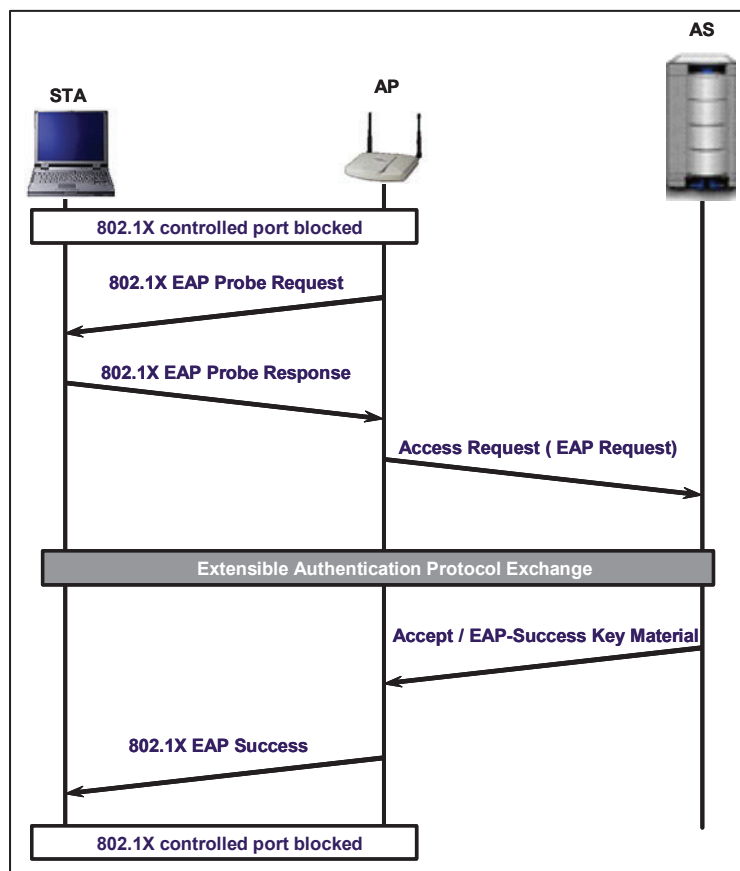 AS
AP
STA
802.1X controlled port blocked
802.1X EAP Probe Request
802.1X EAP Probe Response
Access Request ( EAP Request)
Extensible Authentication Protocol Exchange
Accept / EAP-Success Key Material
802.1X EAP Success
802.1X controlled port blocked